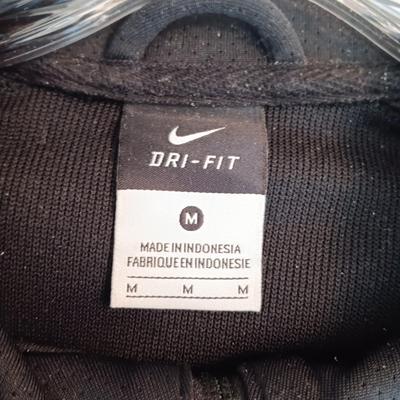 DRI-FIT
M
MADE IN INDONESIA
FABRIQUE EN INDONESIE
M M M